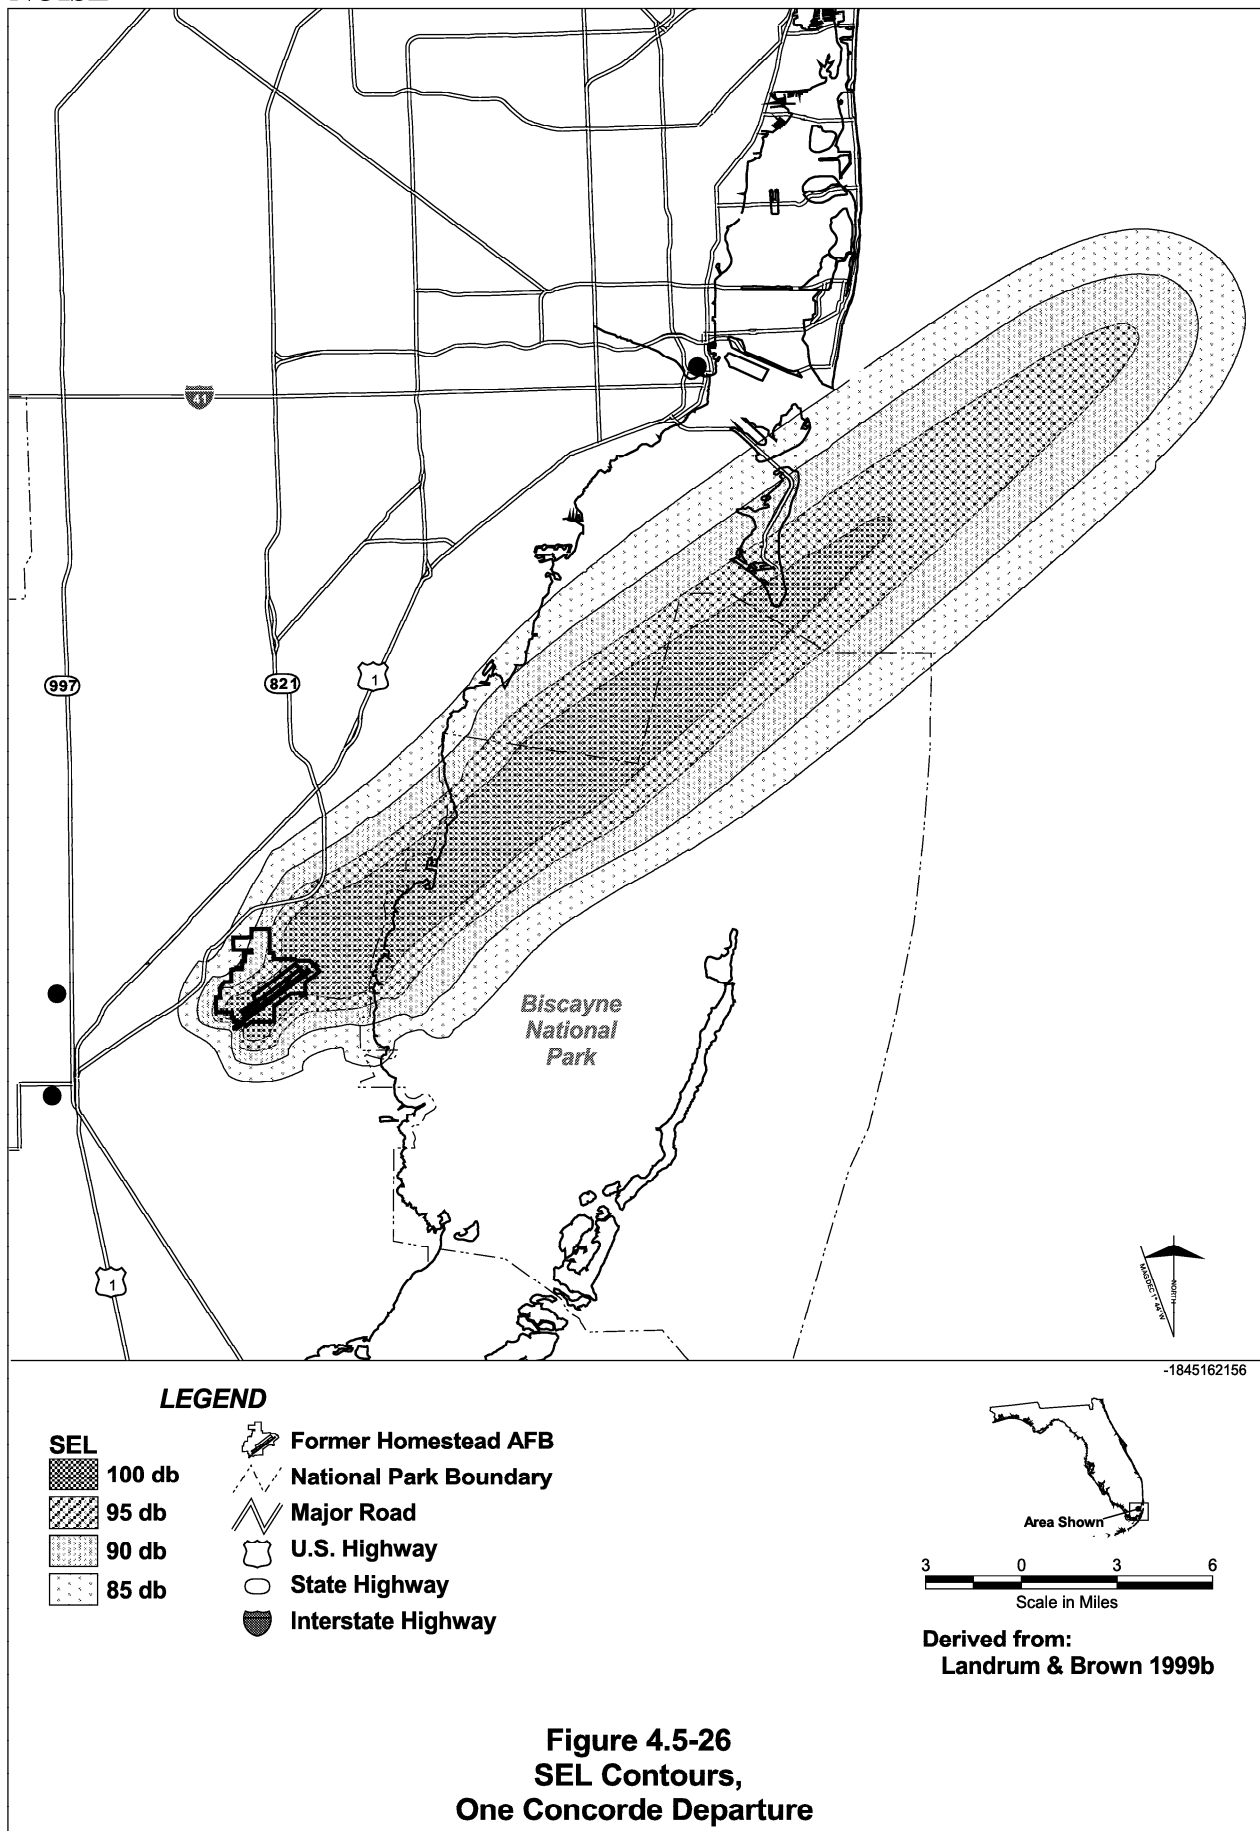 41
997
821
1
Biscayne
National
Park
1
MAG DEC 1° 44' W
NORTH
-1845162156
LEGEND
SEL
100 db
95 db
90 db
85 db
Former Homestead AFB
National Park Boundary
Major Road
U.S. Highway
State Highway
Interstate Highway
Area Shown
3 0 3 6
Scale in Miles
Derived from:
Landrum & Brown 1999b
Figure 4.5-26
SEL Contours,
One Concorde Departure